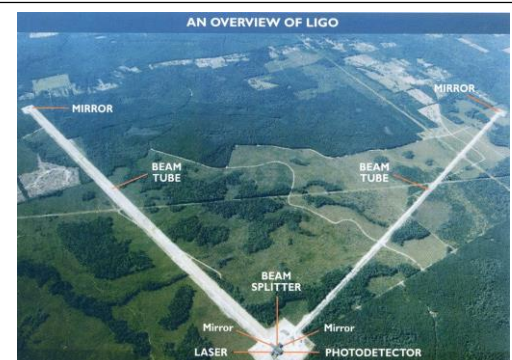 AN OVERVIEW OF LIGO
MIRROR
MIRROR
BEAM
TUBE
BEAM
TUBE
BEAM
SPLITTER
Mirror
Mirror
LASER
PHOTODETECTOR